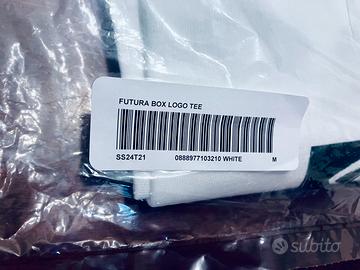 FUTURA BOX LOGO TEE
SS24T21 0888977103210 WHITE M
subito